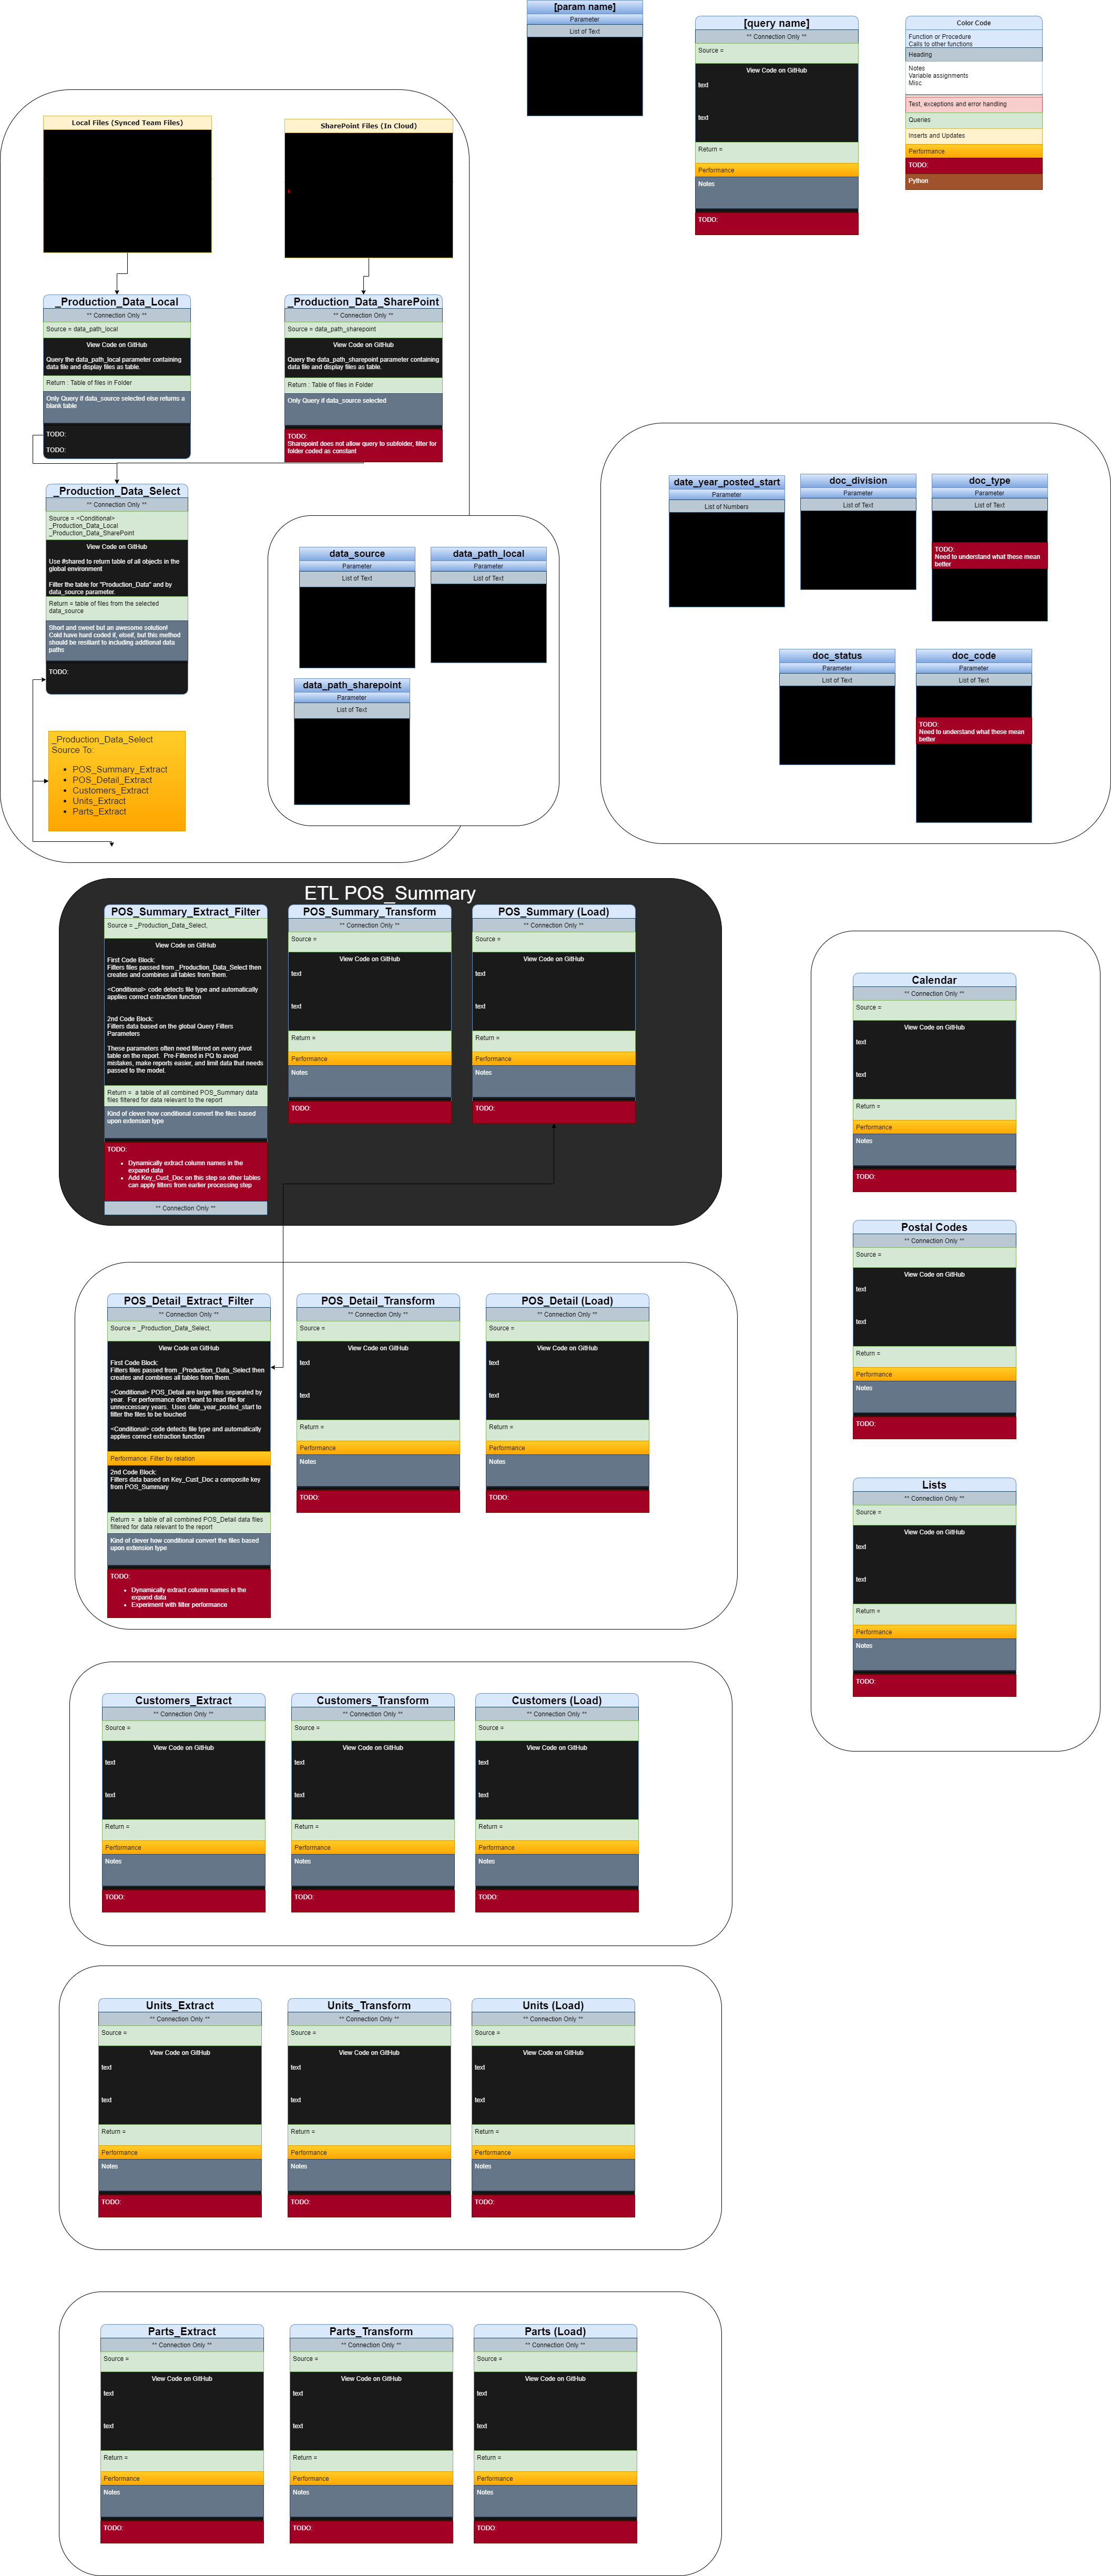 [param name]
Parameter
List of Text
[query name]
** Connection Only **
Source =
View Code on GitHub
text
text
Return =
Performance
Notes
TODO:
Color Code
Function or Procedure
Calls to other functions
Heading
Notes
Variable assignments
Misc
Test, exceptions and error handling
Queries
Inserts and Updates
Performance
TODO:
Python
Local Files (Synced Team Files)
SharePoint Files (In Cloud)
_Production_Data_Local
** Connection Only **
Source = data_path_local
View Code on GitHub
Query the data_path_local parameter containing
data file and display files as table.
Return : Table of files in Folder
Only Query if data_source selected else returns a
blank table
TODO:
TODO:
_Production_Data_SharePoint
** Connection Only **
Source = data_path_sharepoint
View Code on GitHub
Query the data_path_sharepoint parameter containing
data file and display files as table.
Return : Table of files in Folder
Only Query if data_source selected
TODO:
Sharepoint does not allow query to subfolder, filter for
folder coded as constant
_Production_Data_Select
** Connection Only **
Source = <Conditional>
_Production_Data_Local
_Production_Data_SharePoint
View Code on GitHub
Use #shared to return table of all objects in the
global environment
Filter the table for "Production_Data" and by
data_source parameter.
Return = table of files from the selected
data_source
Short and sweet but an awesome solution!
Cold have hard coded if, elseif, but this method
should be resiliant to including addtional data
paths
TODO:
_Production_Data_Select
Source To:
• POS_Summary_Extract
• POS_Detail_Extract
• Customers_Extract
• Units_Extract
• Parts_Extract
data_source
Parameter
List of Text
data_path_local
Parameter
List of Text
data_path_sharepoint
Parameter
List of Text
date_year_posted_start
Parameter
List of Numbers
doc_division
Parameter
List of Text
doc_type
Parameter
List of Text
TODO:
Need to understand what these mean
better
doc_status
Parameter
List of Text
doc_code
Parameter
List of Text
TODO:
Need to understand what these mean
better
ETL POS_Summary
POS_Summary_Extract_Filter
Source = _Production_Data_Select,
View Code on GitHub
First Code Block:
Filters files passed from _Production_Data_Select then
creates and combines all tables from them.
<Conditional> code detects file type and automatically
applies correct extraction function
2nd Code Block:
Filters data based on the global Query Filters
Parameters
These parameters often need filtered on every pivot
table on the report. Pre-Filtered in PQ to avoid
mistakes, make reports easier, and limit data that needs
passed to the model.
Return = a table of all combined POS_Summary data
files filtered for data relevant to the report
Kind of clever how conditional convert the files based
upon extension type
TODO:
• Dynamically extract column names in the
expand data
• Add Key_Cust_Doc on this step so other tables
can apply filters from earlier processing step
** Connection Only **
POS_Summary_Transform
** Connection Only **
Source =
View Code on GitHub
text
text
Return =
Performance
Notes
TODO:
POS_Summary (Load)
** Connection Only **
Source =
View Code on GitHub
text
text
Return =
Performance
Notes
TODO:
POS_Detail_Extract_Filter
** Connection Only **
Source = _Production_Data_Select,
View Code on GitHub
First Code Block:
Filters files passed from _Production_Data_Select then
creates and combines all tables from them.
<Conditional> POS_Detail are large files separated by
year. For performance don't want to read file for
unneccessary years. Uses date_year_posted_start to
filter the files to be touched
<Conditional> code detects file type and automatically
applies correct extraction function
Performance: Filter by relation
2nd Code Block:
Filters data based on Key_Cust_Doc a composite key
from POS_Summary
Return = a table of all combined POS_Detail data files
filtered for data relevant to the report
Kind of clever how conditional convert the files based
upon extension type
TODO:
• Dynamically extract column names in the
expand data
• Experiment with filter performance
POS_Detail_Transform
** Connection Only **
Source =
View Code on GitHub
text
text
Return =
Performance
Notes
TODO:
POS_Detail (Load)
** Connection Only **
Source =
View Code on GitHub
text
text
Return =
Performance
Notes
TODO:
Customers_Extract
** Connection Only **
Source =
View Code on GitHub
text
text
Return =
Performance
Notes
TODO:
Customers_Transform
** Connection Only **
Source =
View Code on GitHub
text
text
Return =
Performance
Notes
TODO:
Customers (Load)
** Connection Only **
Source =
View Code on GitHub
text
text
Return =
Performance
Notes
TODO:
Units_Extract
** Connection Only **
Source =
View Code on GitHub
text
text
Return =
Performance
Notes
TODO:
Units_Transform
** Connection Only **
Source =
View Code on GitHub
text
text
Return =
Performance
Notes
TODO:
Units (Load)
** Connection Only **
Source =
View Code on GitHub
text
text
Return =
Performance
Notes
TODO:
Parts_Extract
** Connection Only **
Source =
View Code on GitHub
text
text
Return =
Performance
Notes
TODO:
Parts_Transform
** Connection Only **
Source =
View Code on GitHub
text
text
Return =
Performance
Notes
TODO:
Parts (Load)
** Connection Only **
Source =
View Code on GitHub
text
text
Return =
Performance
Notes
TODO:
Calendar
** Connection Only **
Source =
View Code on GitHub
text
text
Return =
Performance
Notes
TODO:
Postal Codes
** Connection Only **
Source =
View Code on GitHub
text
text
Return =
Performance
Notes
TODO:
Lists
** Connection Only **
Source =
View Code on GitHub
text
text
Return =
Performance
Notes
TODO: